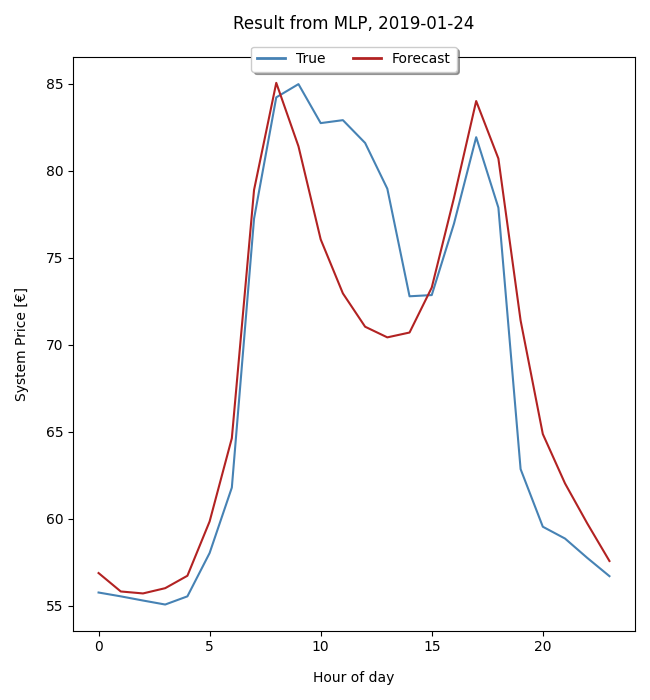 Result from MLP, 2019-01-24
True Forecast
85
80
75
70
65
60
55
System Price [€]
0 5 10 15 20
Hour of day